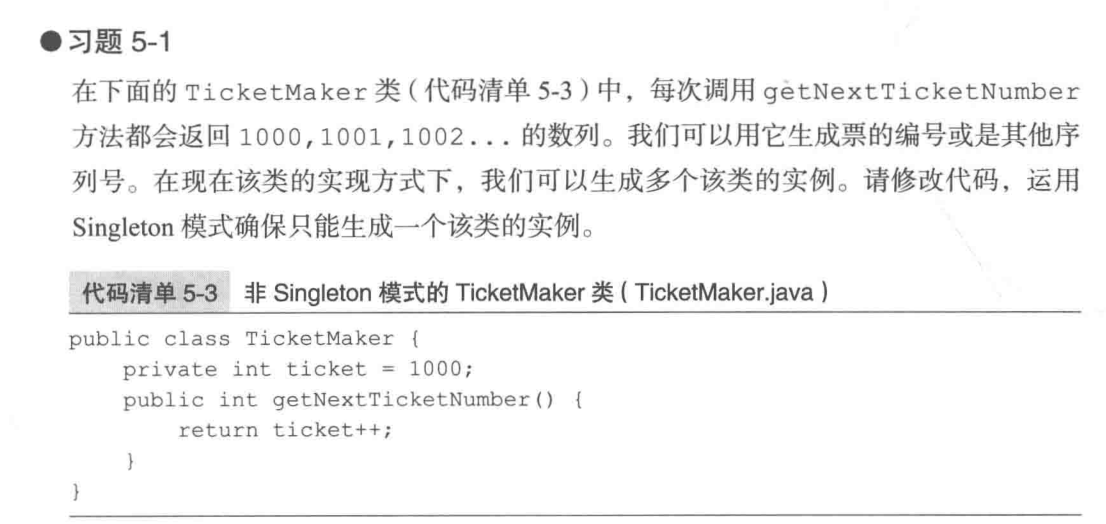 ●习题 5-1
在下面的 TicketMaker 类（代码清单 5-3）中，每次调用 getNextTicketNumber
方法都会返回 1000,1001,1002... 的数列。我们可以用它生成票的编号或是其他序
列号。在现在该类的实现方式下，我们可以生成多个该类的实例。请修改代码，运用
Singleton 模式确保只能生成一个该类的实例。
代码清单 5-3 非 Singleton 模式的 TicketMaker 类（TicketMaker.java）
public class TicketMaker {
    private int ticket = 1000;
    public int getNextTicketNumber() {
        return ticket++;
    }
}